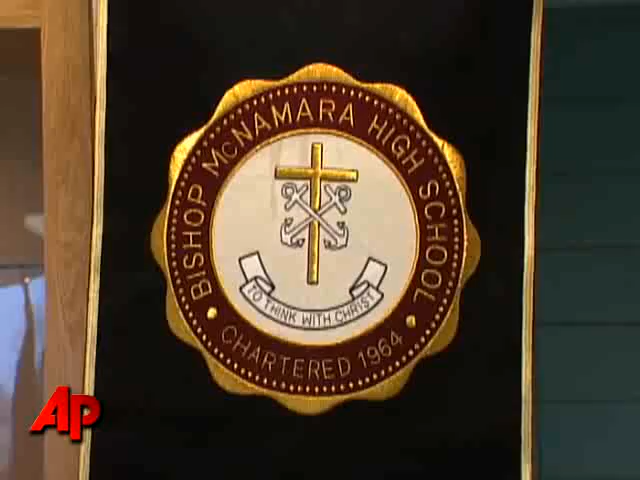 BISHOP McNAMARA HIGH SCHOOL
TO THINK WITH CHRIST
CHARTERED 1964
AP